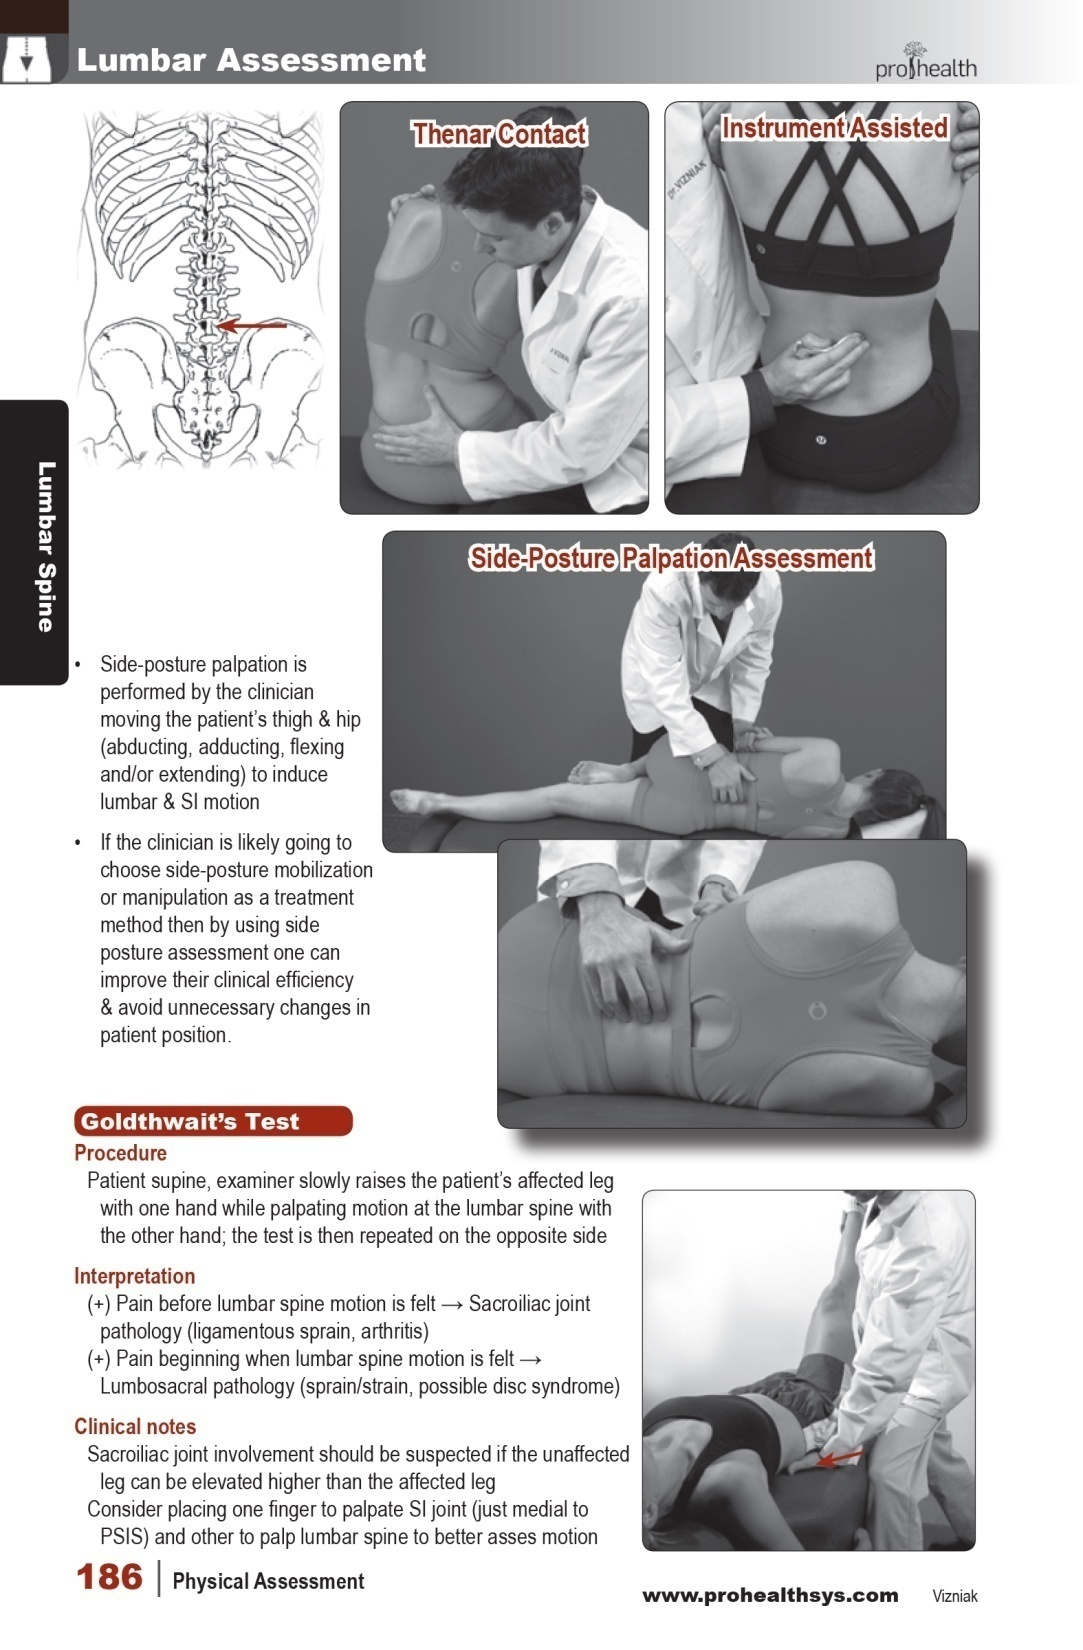 Lumbar Assessment
prohealth
Thenar Contact
Instrument Assisted
Dr. VIZNIAK
Lumbar Spine
Side-Posture Palpation Assessment
• Side-posture palpation is
performed by the clinician
moving the patient's thigh & hip
(abducting, adducting, flexing
and/or extending) to induce
lumbar & SI motion
• If the clinician is likely going to
choose side-posture mobilization
or manipulation as a treatment
method then by using side
posture assessment one can
improve their clinical efficiency
& avoid unnecessary changes in
patient position.
Goldthwait's Test
Procedure
Patient supine, examiner slowly raises the patient's affected leg
with one hand while palpating motion at the lumbar spine with
the other hand; the test is then repeated on the opposite side
Interpretation
(+) Pain before lumbar spine motion is felt → Sacroiliac joint
pathology (ligamentous sprain, arthritis)
(+) Pain beginning when lumbar spine motion is felt →
Lumbosacral pathology (sprain/strain, possible disc syndrome)
Clinical notes
Sacroiliac joint involvement should be suspected if the unaffected
leg can be elevated higher than the affected leg
Consider placing one finger to palpate SI joint (just medial to
PSIS) and other to palp lumbar spine to better asses motion
186 | Physical Assessment
www.prohealthsys.com Vizniak